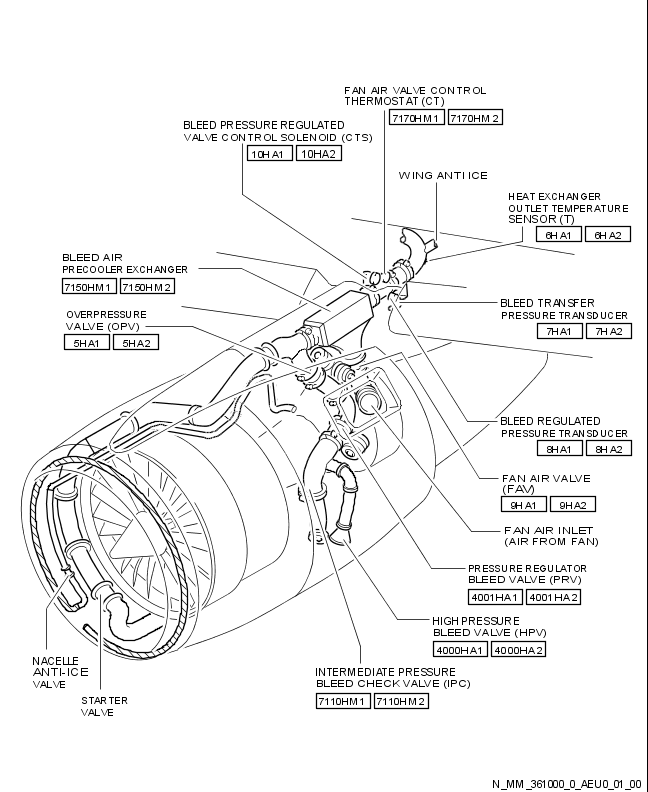 FAN AIR VALVE CONTROL
THERMOSTAT (CT)
7170HM1 7170HM2
BLEED PRESSURE REGULATED
VALVE CONTROL SOLENOID (CTS)
10HA1 10HA2
WING ANTI ICE
HEAT EXCHANGER
OUTLET TEMPERATURE
SENSOR (T)
6HA1 6HA2
BLEED AIR
PRECOOLER EXCHANGER
7150HM1 7150HM2
OVERPRESSURE
VALVE (OPV)
5HA1 5HA2
BLEED TRANSFER
PRESSURE TRANSDUCER
7HA1 7HA2
BLEED REGULATED
PRESSURE TRANSDUCER
8HA1 8HA2
FAN AIR VALVE
(FAV)
9HA1 9HA2
FAN AIR INLET
(AIR FROM FAN)
PRESSURE REGULATOR
BLEED VALVE (PRV)
4001HA1 4001HA2
HIGH PRESSURE
BLEED VALVE (HPV)
4000HA1 4000HA2
INTERMEDIATE PRESSURE
BLEED CHECK VALVE (IPC)
7110HM1 7110HM2
NACELLE
ANTI-ICE
VALVE
STARTER
VALVE
N_MM_361000_0_AEU0_01_00